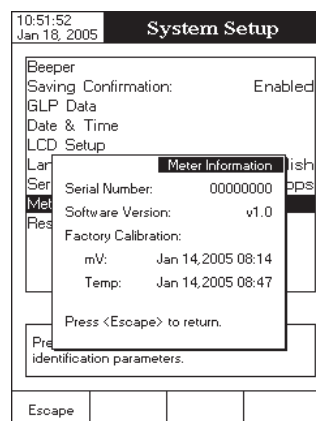 10:51:52
Jan 18, 2005
System Setup
Beeper
Saving Confirmation: Enabled
GLP Data
Date & Time
LCD Setup
Meter Information
Serial Number: 00000000
Software Version: v1.0
Factory Calibration:
mV: Jan 14,2005 08:14
Temp: Jan 14,2005 08:47
Press <Escape> to return.
identification parameters.
Escape